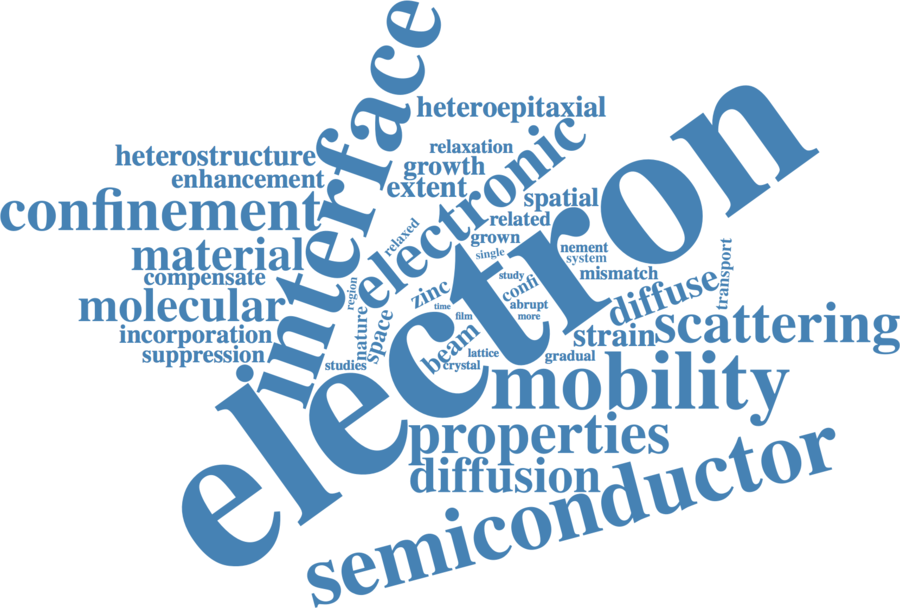 interface
heteroepitaxial
electron
electronic
relaxation
heterostructure
growth
enhancement
extent
spatial
confinement
related
relaxed
grown
material
single
nement
system
mismatch
transport
compensate
study
zinc
confi
region
diffuse
molecular
time
abrupt
film
more
nature
space
incorporation
strain
scattering
beam
suppression
lattice
gradual
studies
crystal
mobility
properties
diffusion
semiconductor